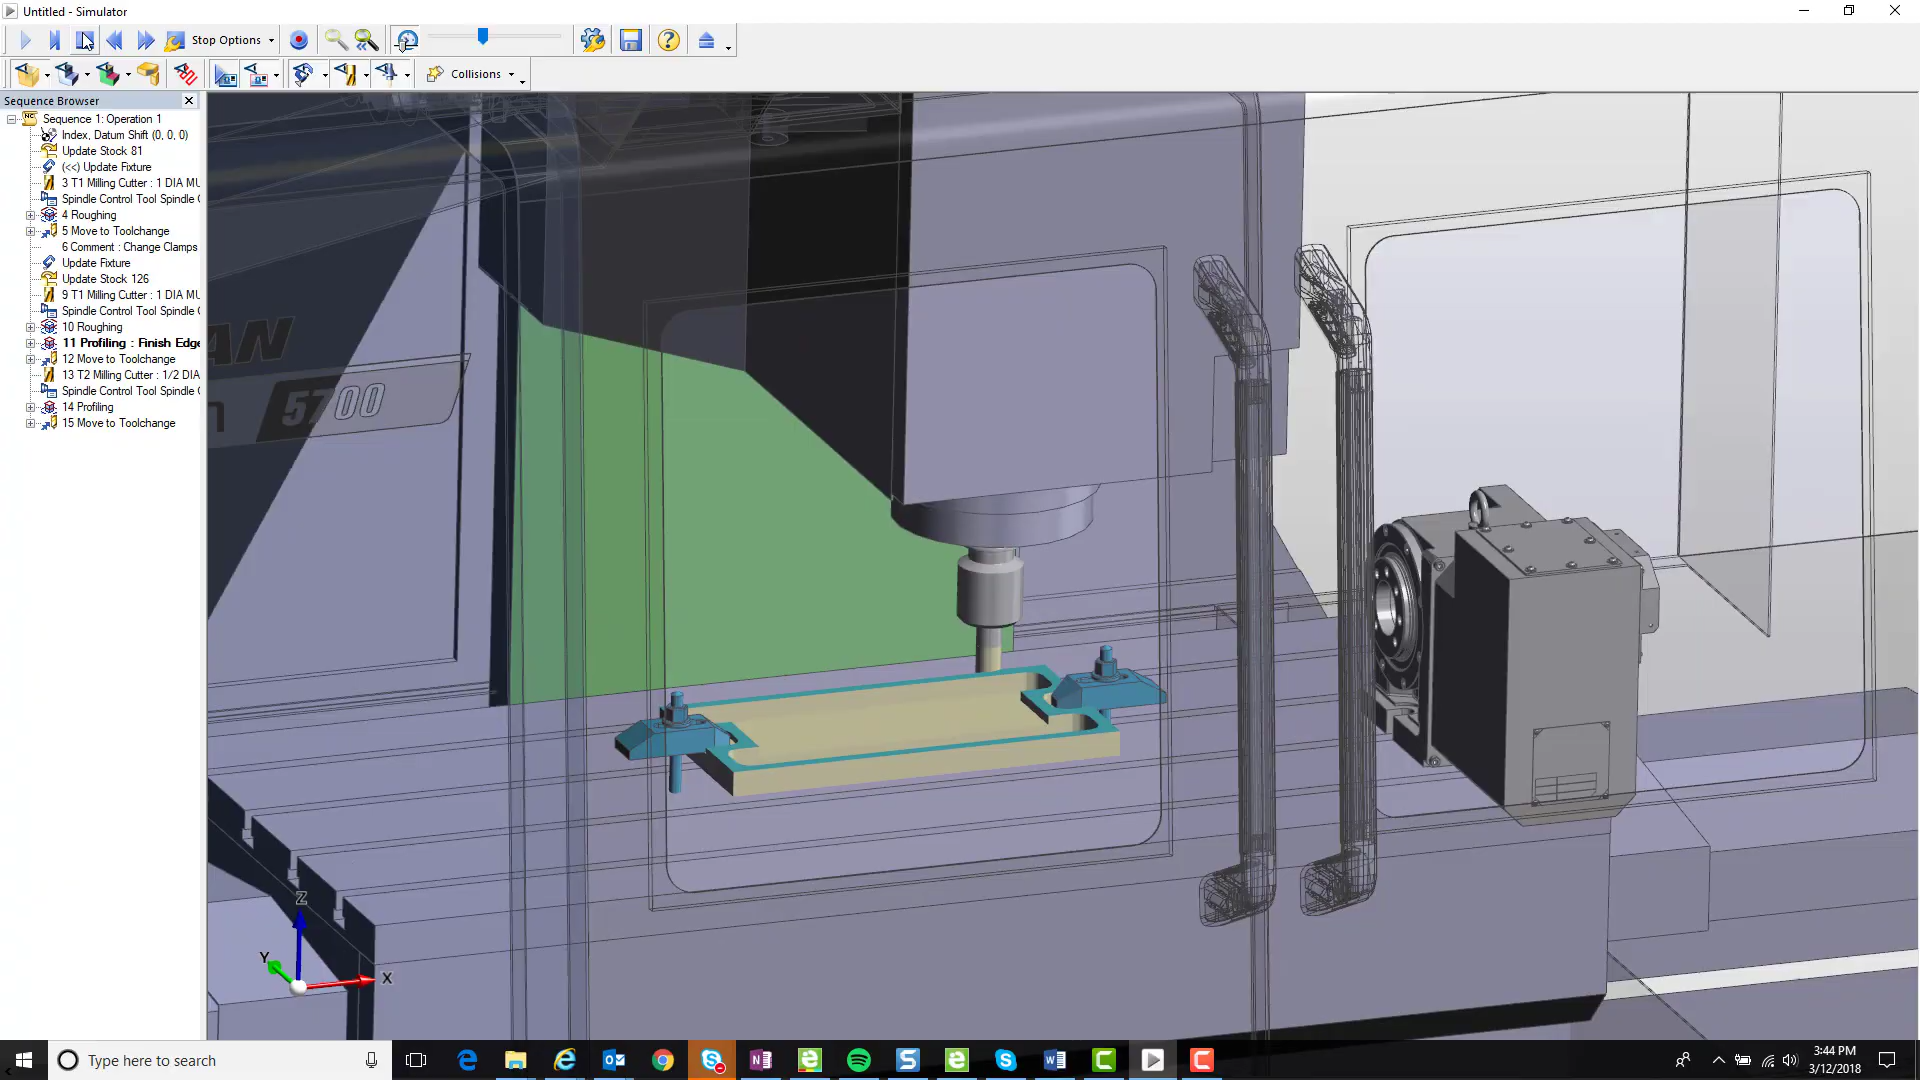 Untitled - Simulator
Stop Options
Collisions
Sequence Browser
Sequence 1: Operation 1
Index, Datum Shift (0, 0, 0)
Update Stock 81
(<<) Update Fixture
3 T1 Milling Cutter : 1 DIA MU
Spindle Control Tool Spindle C
4 Roughing
5 Move to Toolchange
6 Comment : Change Clamps
Update Fixture
Update Stock 126
9 T1 Milling Cutter : 1 DIA MU
Spindle Control Tool Spindle C
10 Roughing
11 Profiling : Finish Edge
12 Move to Toolchange
13 T2 Milling Cutter : 1/2 DIA
Spindle Control Tool Spindle C
14 Profiling
15 Move to Toolchange
AN
5700
Z
Y
X
Type here to search
3:44 PM
3/12/2018